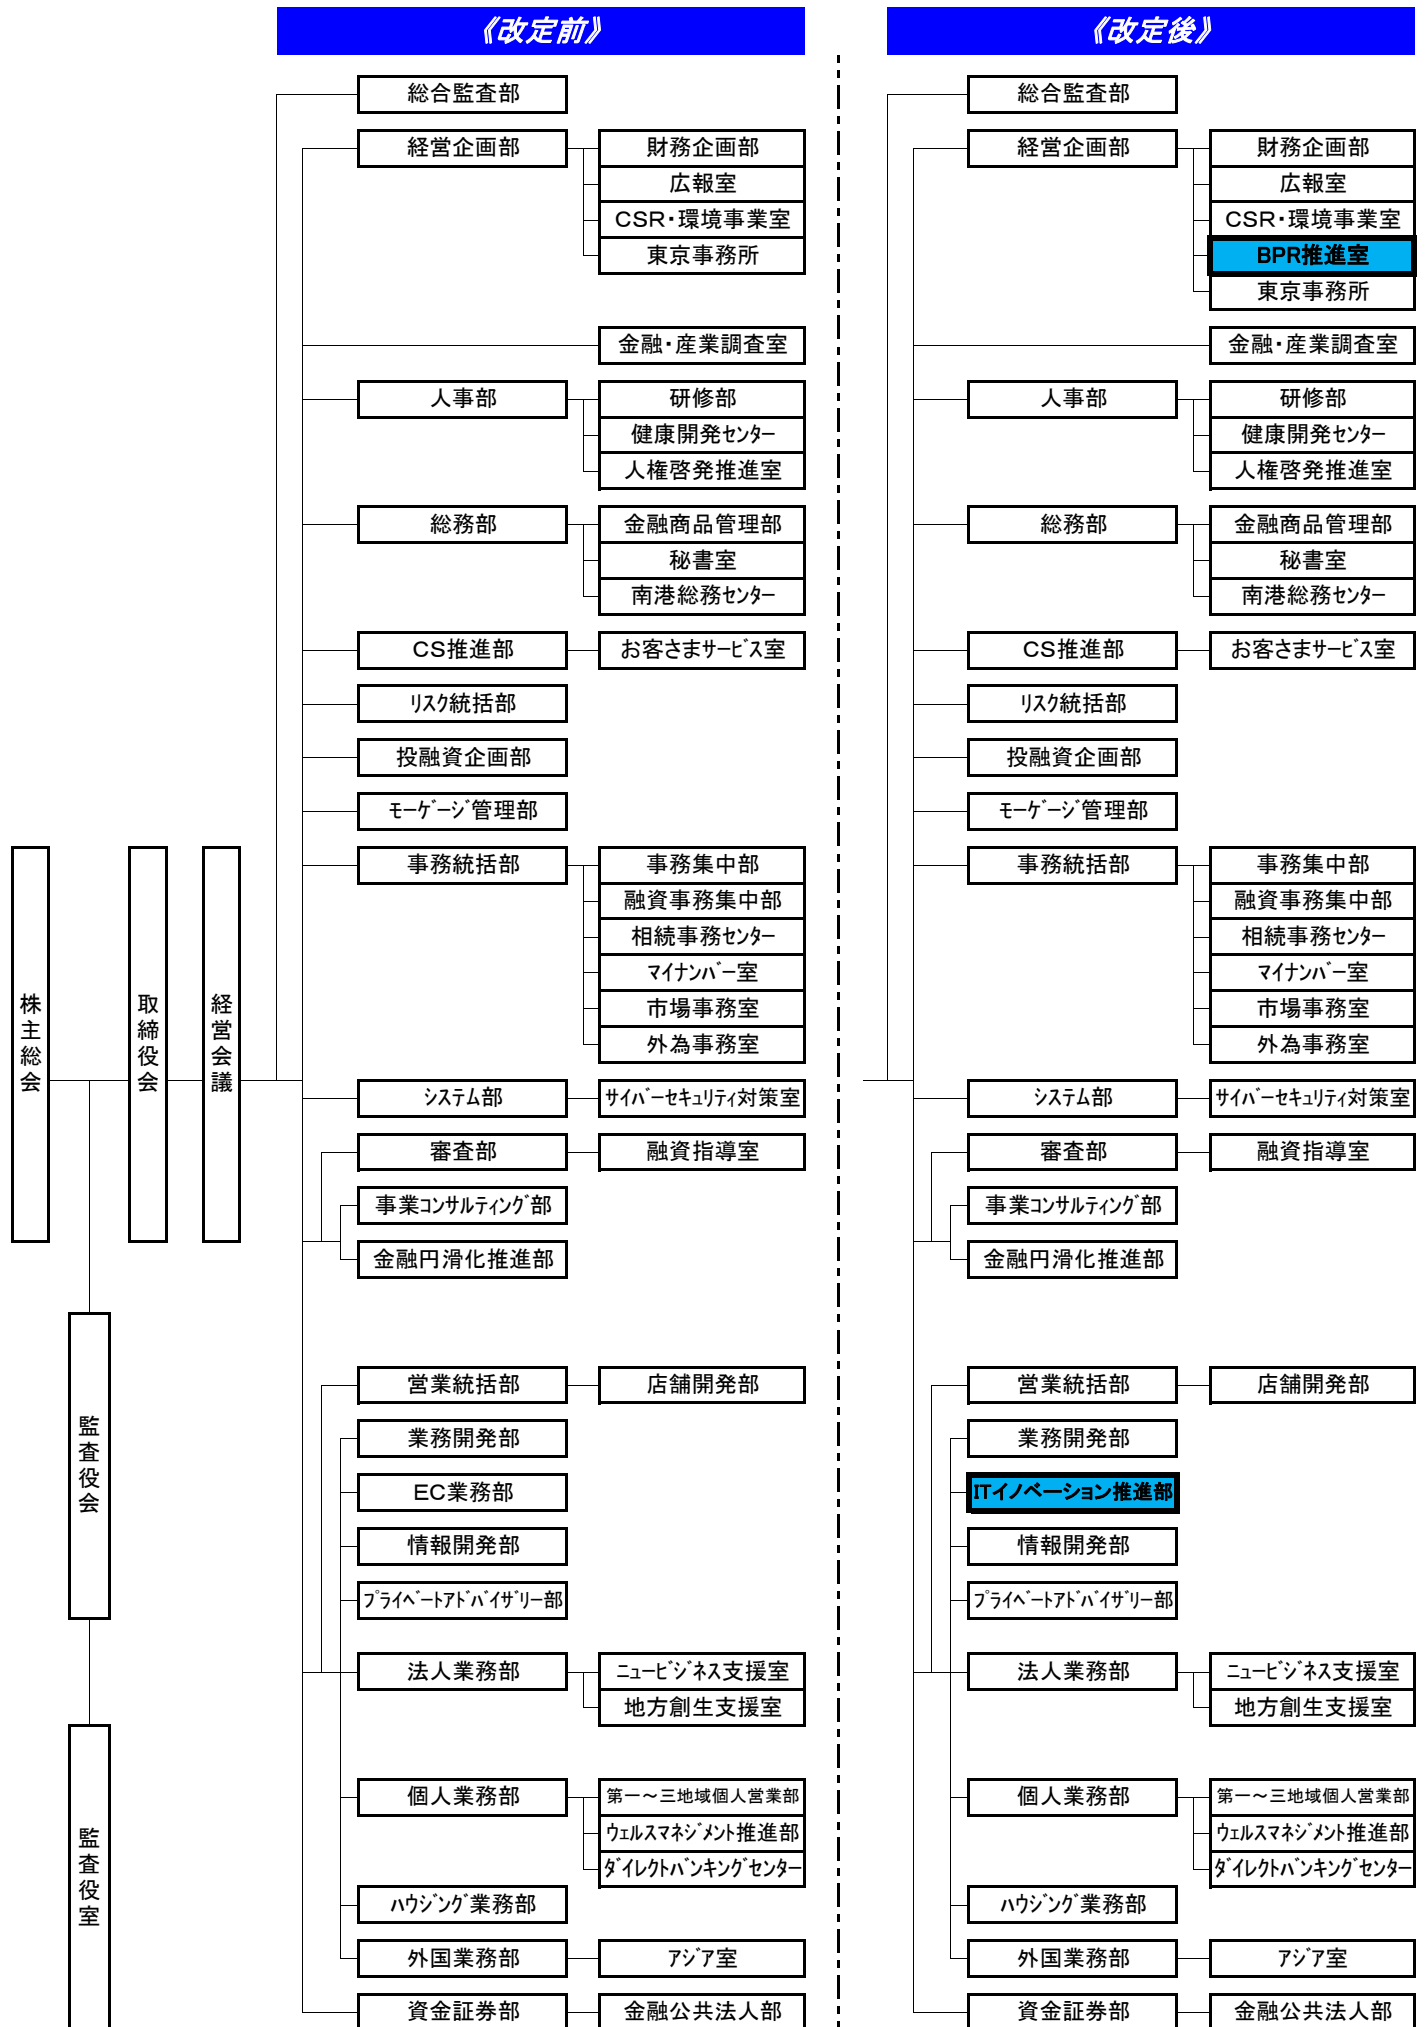 《改定前》
総合監査部
経営企画部
財務企画部
広報室
CSR・環境事業室
東京事務所
金融・産業調査室
人事部
研修部
健康開発ｾﾝﾀｰ
人権啓発推進室
総務部
金融商品管理部
秘書室
南港総務ｾﾝﾀｰ
CS推進部
お客さまｻｰﾋﾞｽ室
ﾘｽｸ統括部
投融資企画部
ﾓｰｹﾞｰｼﾞ管理部
事務統括部
事務集中部
融資事務集中部
相続事務ｾﾝﾀｰ
ﾏｲﾅﾝﾊﾞｰ室
市場事務室
外為事務室
株主総会
取締役会
経営会議
ｼｽﾃﾑ部
ｻｲﾊﾞｰｾｷｭﾘﾃｨ対策室
審査部
融資指導室
事業ｺﾝｻﾙﾃｨﾝｸﾞ部
金融円滑化推進部
監査役会
監査役室
営業統括部
店舗開発部
業務開発部
EC業務部
情報開発部
ﾌﾟﾗｲﾍﾞｰﾄｱﾄﾞﾊﾞｲｻﾞﾘｰ部
法人業務部
ﾆｭｰﾋﾞｼﾞﾈｽ支援室
地方創生支援室
個人業務部
第一～三地域個人営業部
ｳｪﾙｽﾏﾈｼﾞﾒﾝﾄ推進部
ﾀﾞｲﾚｸﾄﾊﾞﾝｷﾝｸﾞｾﾝﾀｰ
ﾊｳｼﾞﾝｸﾞ業務部
外国業務部
ｱｼﾞｱ室
資金証券部
金融公共法人部
《改定後》
総合監査部
経営企画部
財務企画部
広報室
CSR・環境事業室
BPR推進室
東京事務所
金融・産業調査室
人事部
研修部
健康開発ｾﾝﾀｰ
人権啓発推進室
総務部
金融商品管理部
秘書室
南港総務ｾﾝﾀｰ
CS推進部
お客さまｻｰﾋﾞｽ室
ﾘｽｸ統括部
投融資企画部
ﾓｰｹﾞｰｼﾞ管理部
事務統括部
事務集中部
融資事務集中部
相続事務ｾﾝﾀｰ
ﾏｲﾅﾝﾊﾞｰ室
市場事務室
外為事務室
ｼｽﾃﾑ部
ｻｲﾊﾞｰｾｷｭﾘﾃｨ対策室
審査部
融資指導室
事業ｺﾝｻﾙﾃｨﾝｸﾞ部
金融円滑化推進部
営業統括部
店舗開発部
業務開発部
ITイノベーション推進部
情報開発部
ﾌﾟﾗｲﾍﾞｰﾄｱﾄﾞﾊﾞｲｻﾞﾘｰ部
法人業務部
ﾆｭｰﾋﾞｼﾞﾈｽ支援室
地方創生支援室
個人業務部
第一～三地域個人営業部
ｳｪﾙｽﾏﾈｼﾞﾒﾝﾄ推進部
ﾀﾞｲﾚｸﾄﾊﾞﾝｷﾝｸﾞｾﾝﾀｰ
ﾊｳｼﾞﾝｸﾞ業務部
外国業務部
ｱｼﾞｱ室
資金証券部
金融公共法人部